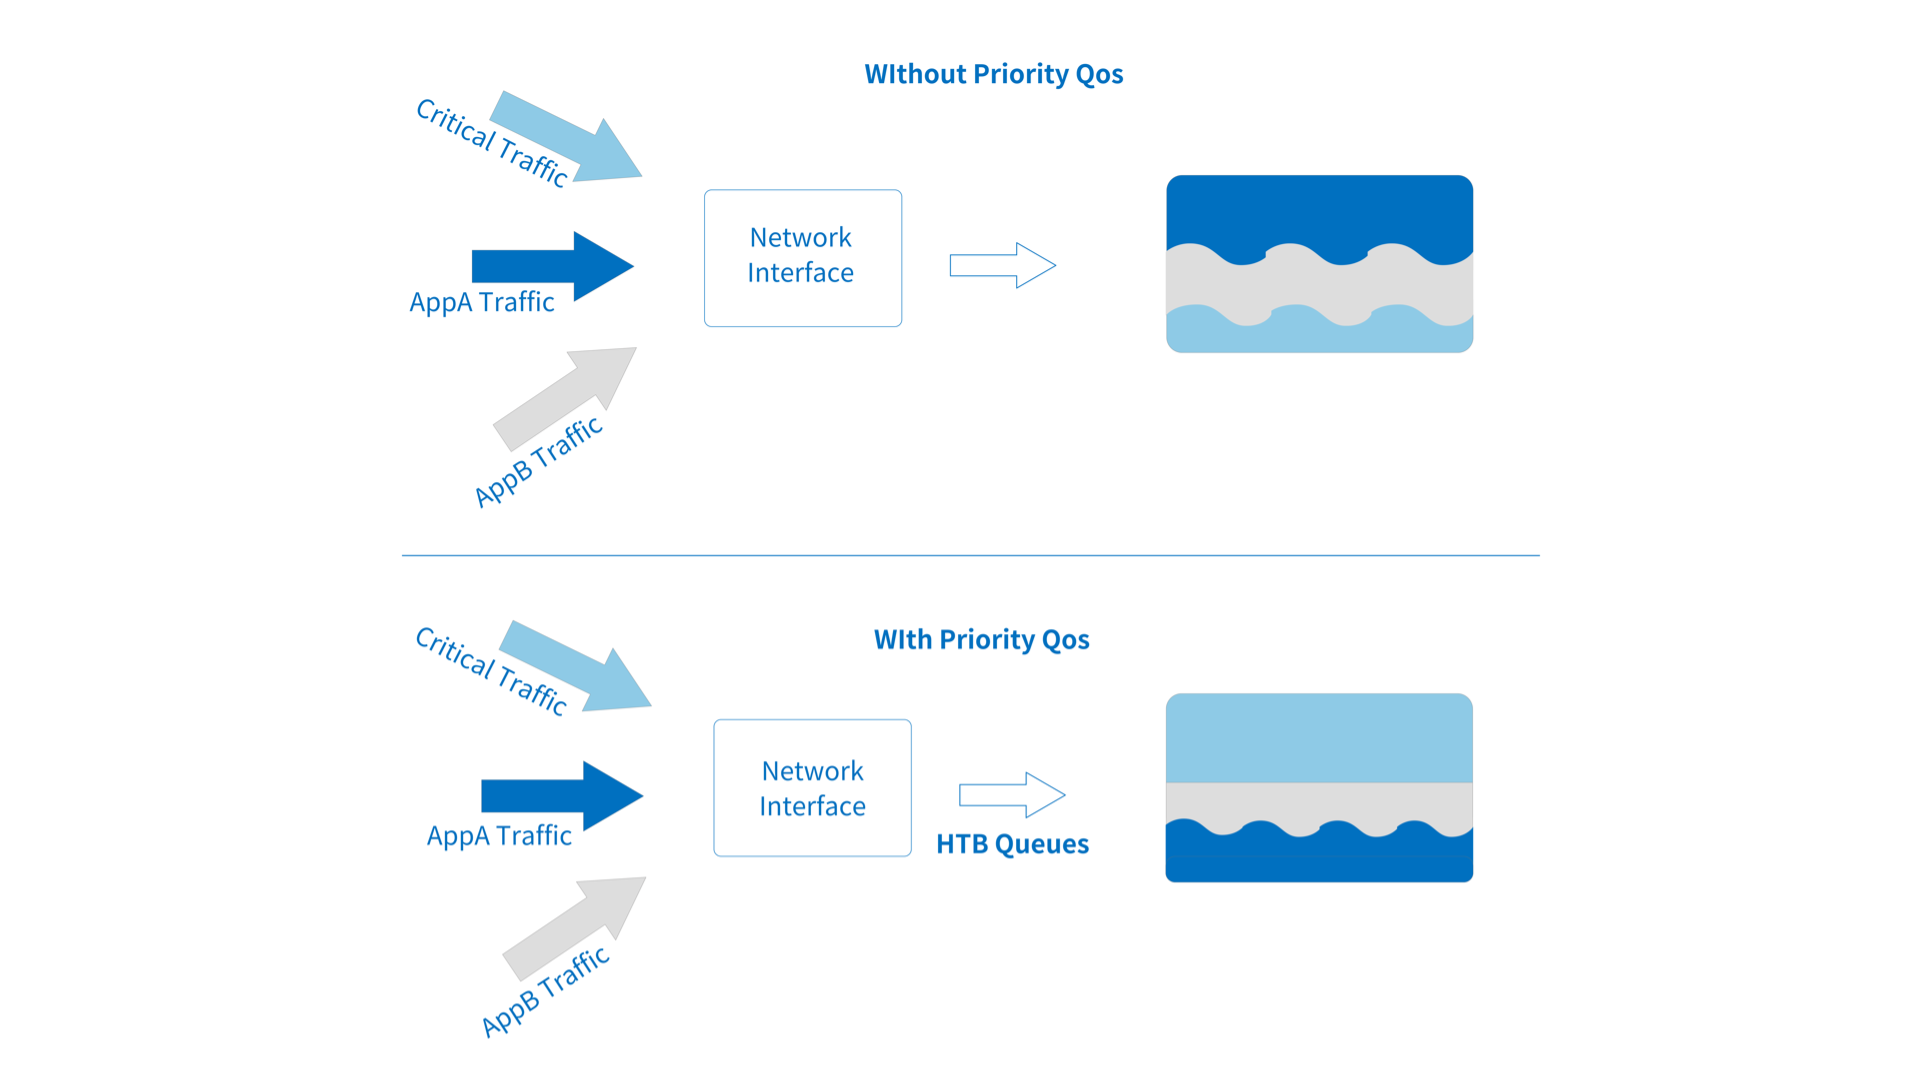 WIthout Priority Qos
Critical Traffic
AppA Traffic
AppB Traffic
Network
Interface
WIth Priority Qos
Critical Traffic
AppA Traffic
AppB Traffic
Network
Interface
HTB Queues